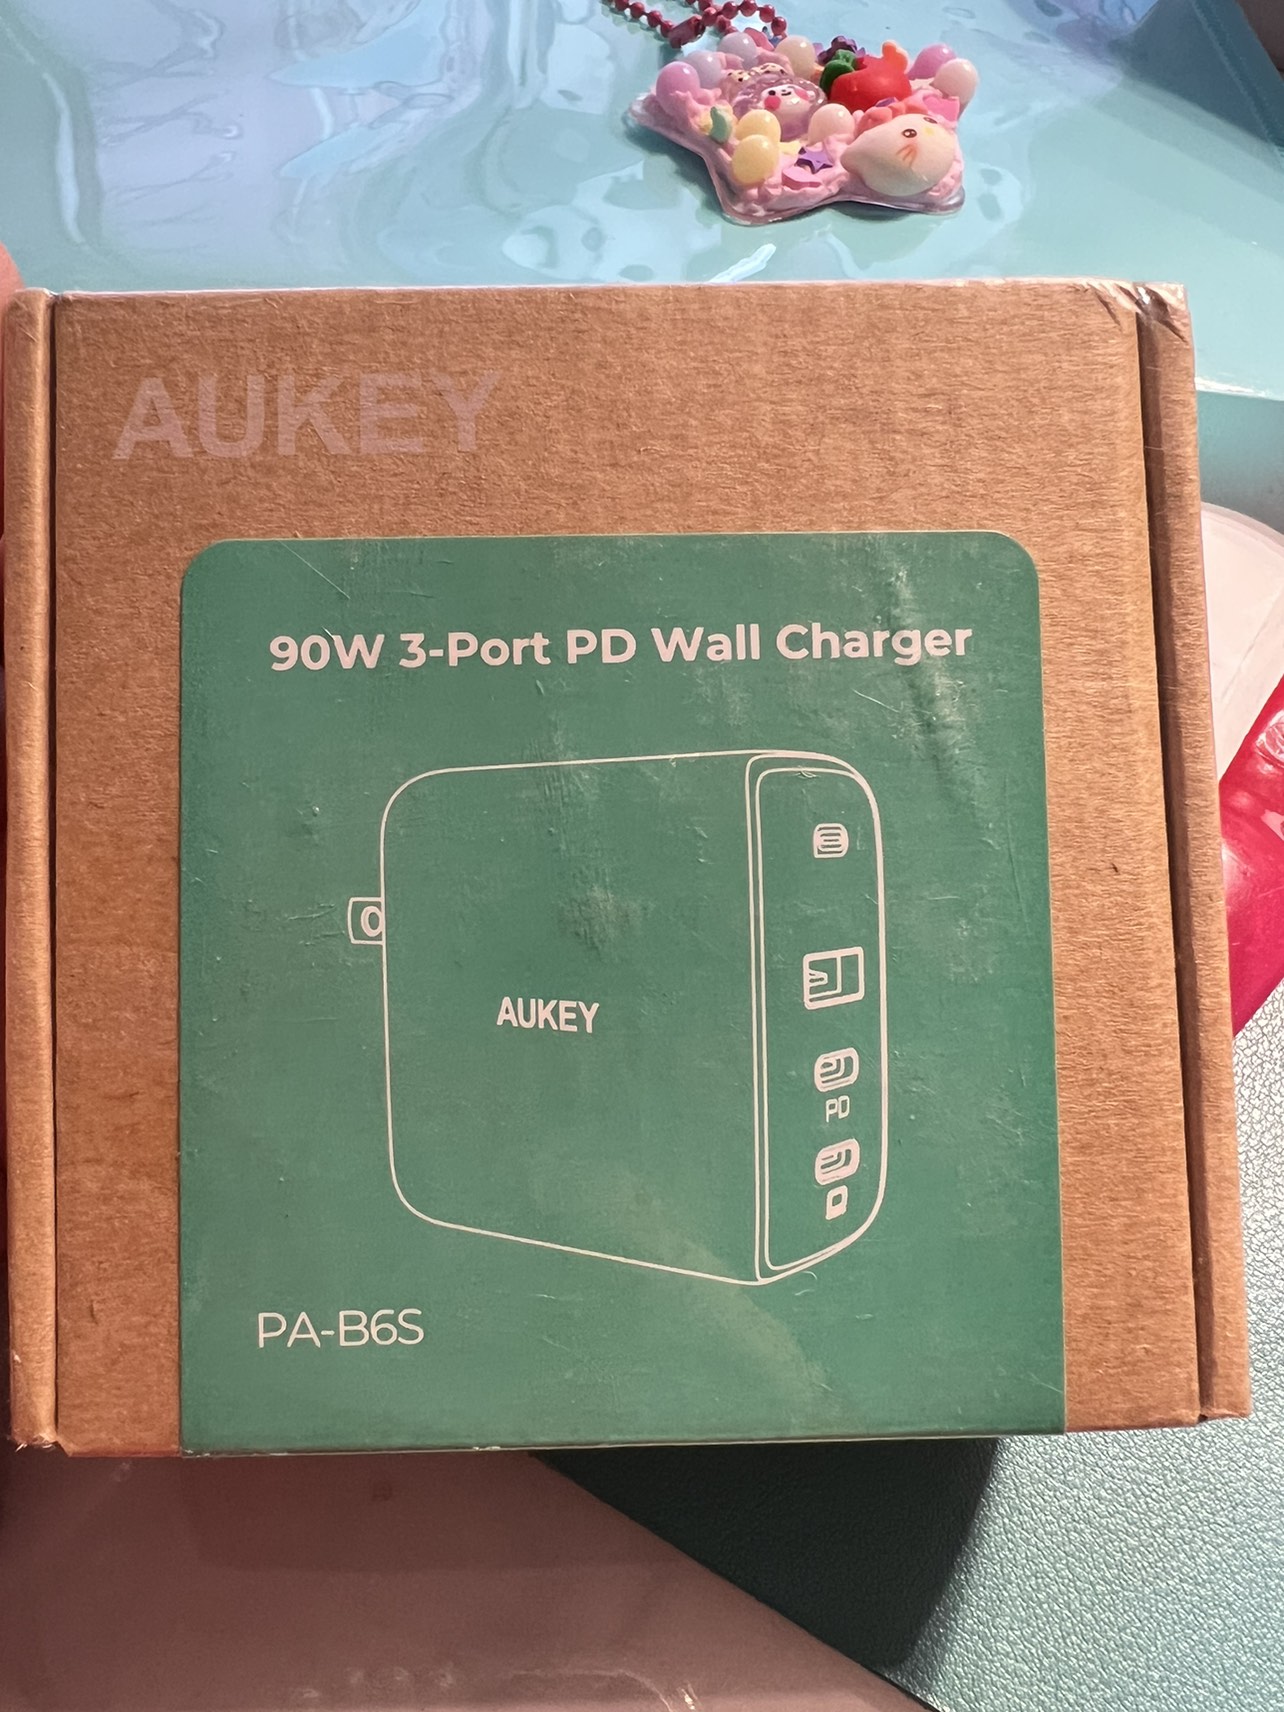 AUKEY
90W 3-Port PD Wall Charger
AUKEY
PD
PA-B6S